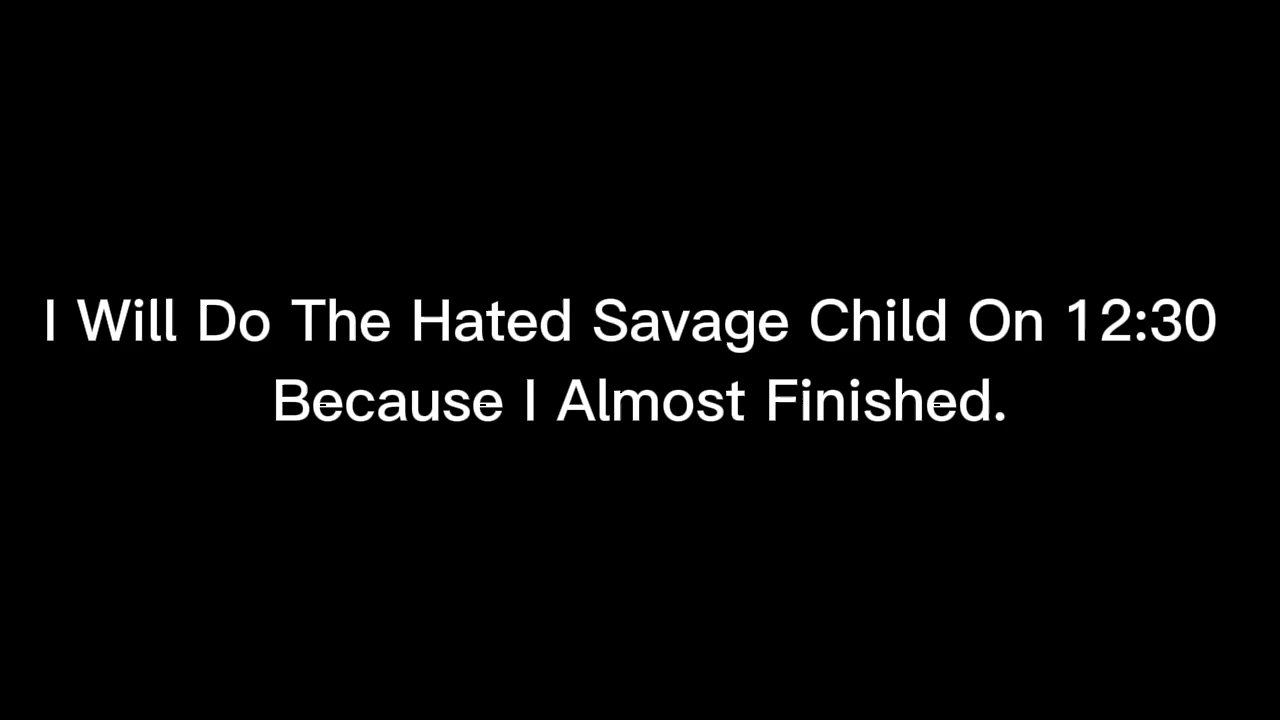 I Will Do The Hated Savage Child On 12:30
Because I Almost Finished.